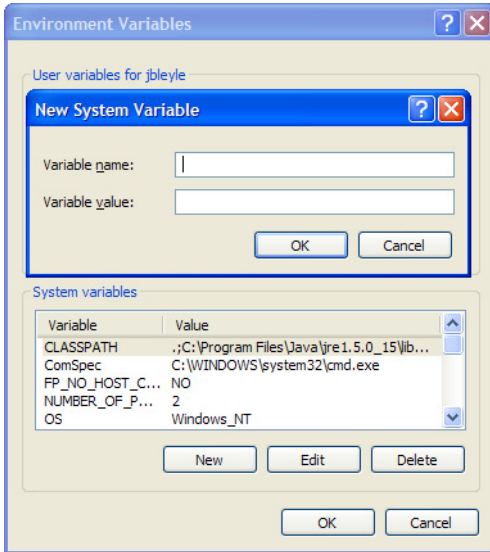 Environment Variables
User variables for jbleyle
New System Variable
Variable name:
Variable value:
OK Cancel
System variables
Variable Value
CLASSPATH .;C:\Program Files\Java\jre1.5.0_15\lib...
ComSpec C:\WINDOWS\system32\cmd.exe
FP_NO_HOST_C... NO
NUMBER_OF_P... 2
OS Windows_NT
New Edit Delete
OK Cancel